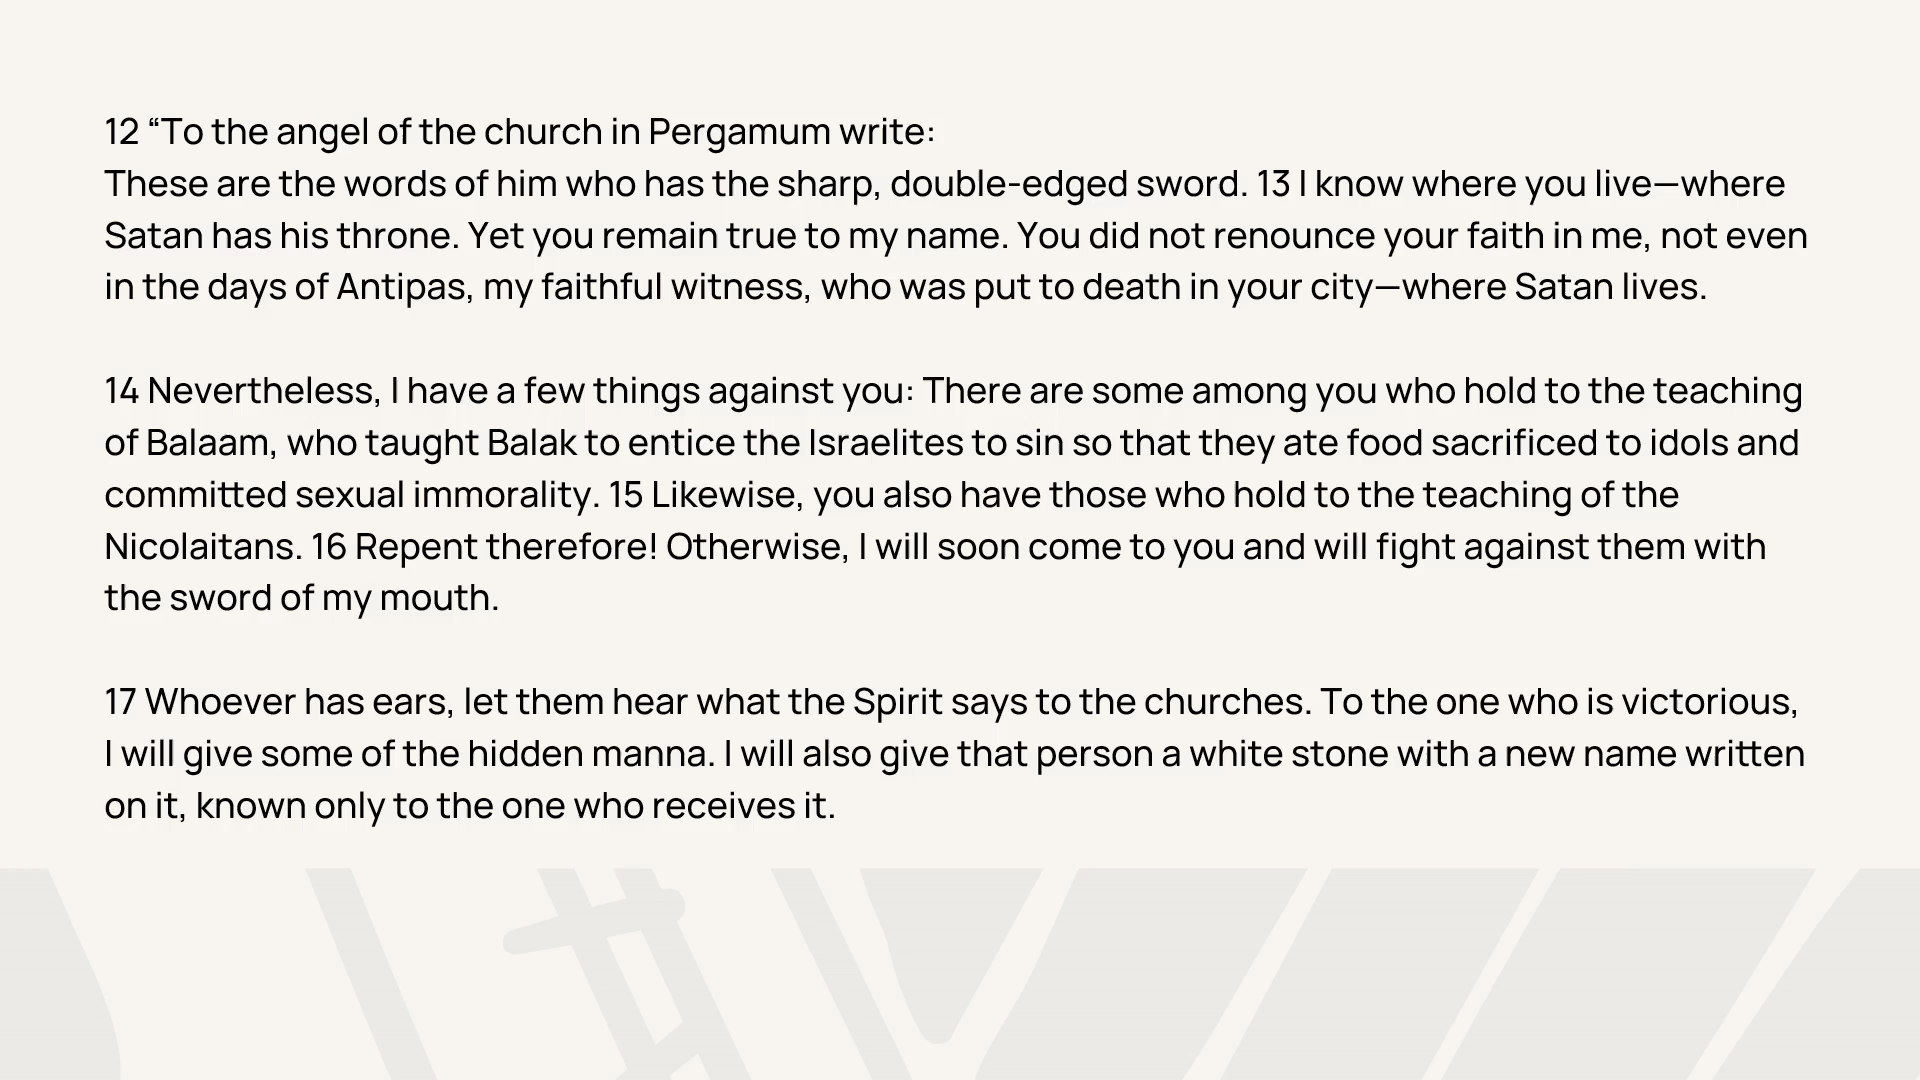 12 “To the angel of the church in Pergamum write:
These are the words of him who has the sharp, double-edged sword. 13 I know where you live—where
Satan has his throne. Yet you remain true to my name. You did not renounce your faith in me, not even
in the days of Antipas, my faithful witness, who was put to death in your city—where Satan lives.
14 Nevertheless, I have a few things against you: There are some among you who hold to the teaching
of Balaam, who taught Balak to entice the Israelites to sin so that they ate food sacrificed to idols and
committed sexual immorality. 15 Likewise, you also have those who hold to the teaching of the
Nicolaitans. 16 Repent therefore! Otherwise, I will soon come to you and will fight against them with
the sword of my mouth.
17 Whoever has ears, let them hear what the Spirit says to the churches. To the one who is victorious,
I will give some of the hidden manna. I will also give that person a white stone with a new name written
on it, known only to the one who receives it.